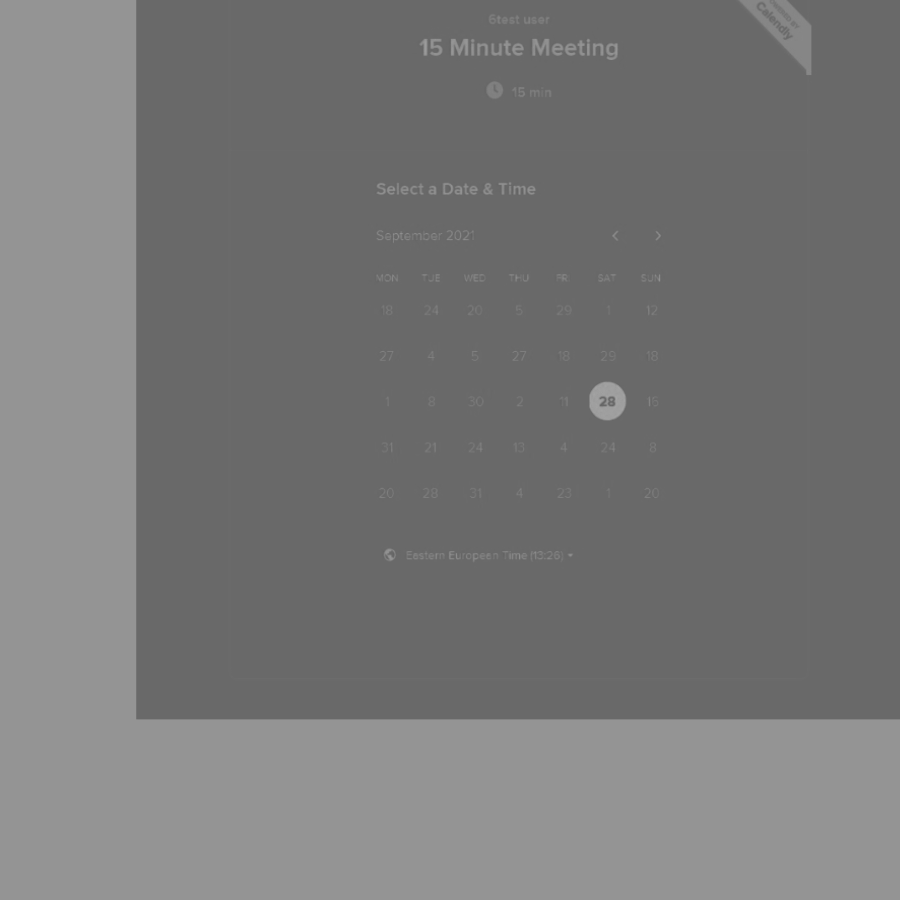 6test user
15 Minute Meeting
15 min
POWERED BY
Calendly
Select a Date & Time
September 2021
MON TUE WED THU FRI SAT SUN
18 24 20 5 29 1 12
27 4 5 27 18 29 18
1 8 30 2 11 28 15
31 21 24 13 4 24 8
20 28 31 4 23 1 20
Eastern European Time (13:26)